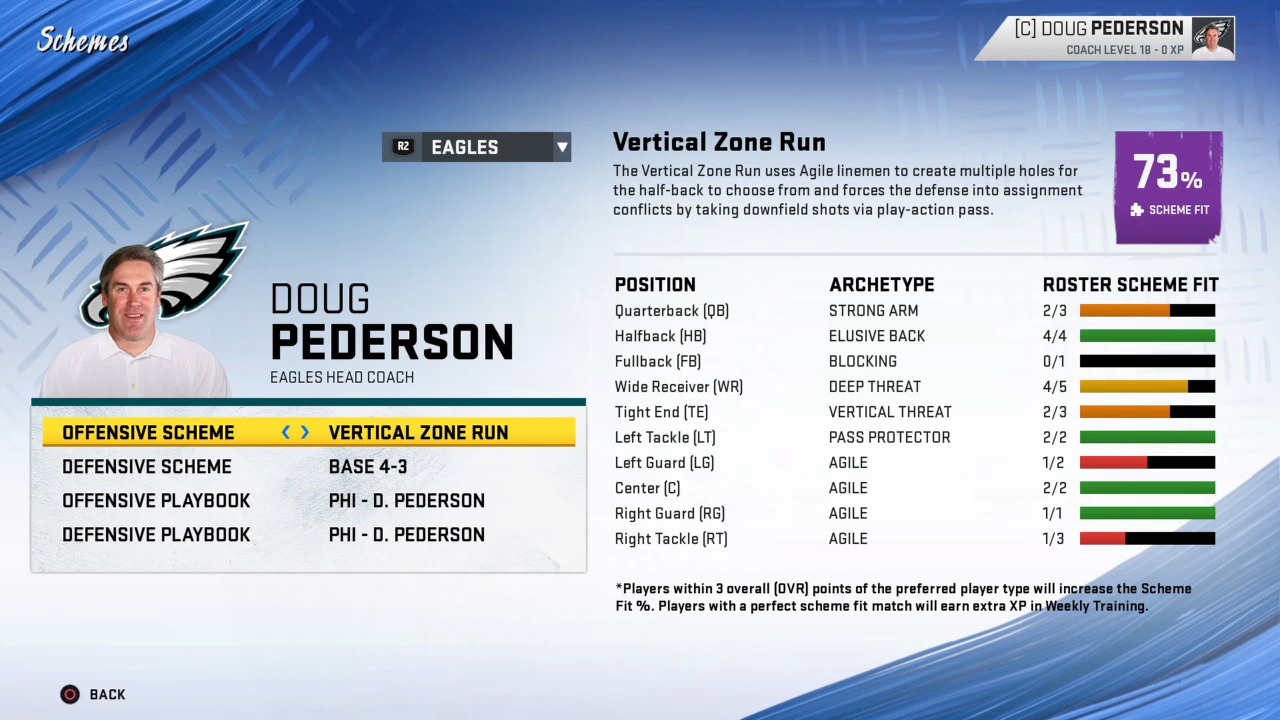 Schemes
[C] DOUG PEDERSON
COACH LEVEL 18 - 0 XP
R2 EAGLES
DOUG
PEDERSON
EAGLES HEAD COACH
OFFENSIVE SCHEME VERTICAL ZONE RUN
DEFENSIVE SCHEME BASE 4-3
OFFENSIVE PLAYBOOK PHI - D. PEDERSON
DEFENSIVE PLAYBOOK PHI - D. PEDERSON
Vertical Zone Run
The Vertical Zone Run uses Agile linemen to create multiple holes for
the half-back to choose from and forces the defense into assignment
conflicts by taking downfield shots via play-action pass.
73%
SCHEME FIT
POSITION ARCHETYPE ROSTER SCHEME FIT
Quarterback (QB) STRONG ARM 2/3
Halfback (HB) ELUSIVE BACK 4/4
Fullback (FB) BLOCKING 0/1
Wide Receiver (WR) DEEP THREAT 4/5
Tight End (TE) VERTICAL THREAT 2/3
Left Tackle (LT) PASS PROTECTOR 2/2
Left Guard (LG) AGILE 1/2
Center (C) AGILE 2/2
Right Guard (RG) AGILE 1/1
Right Tackle (RT) AGILE 1/3
*Players within 3 overall (OVR) points of the preferred player type will increase the Scheme
Fit %. Players with a perfect scheme fit match will earn extra XP in Weekly Training.
BACK